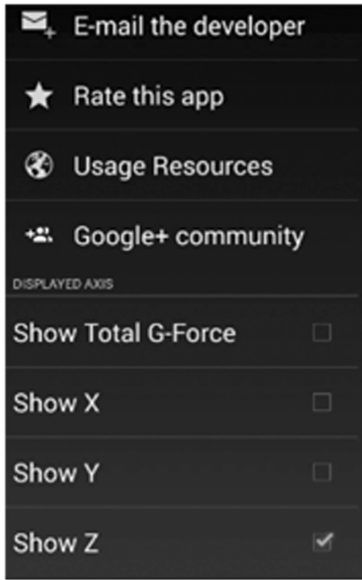 E-mail the developer
Rate this app
Usage Resources
Google+ community
DISPLAYED AXIS
Show Total G-Force
Show X
Show Y
Show Z